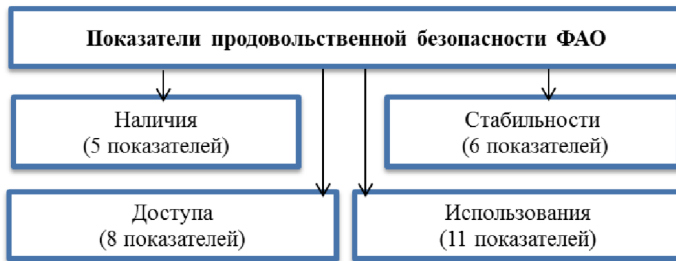 Показатели продовольственной безопасности ФАО
Наличия
(5 показателей)
Стабильности
(6 показателей)
Доступа
(8 показателей)
Использования
(11 показателей)